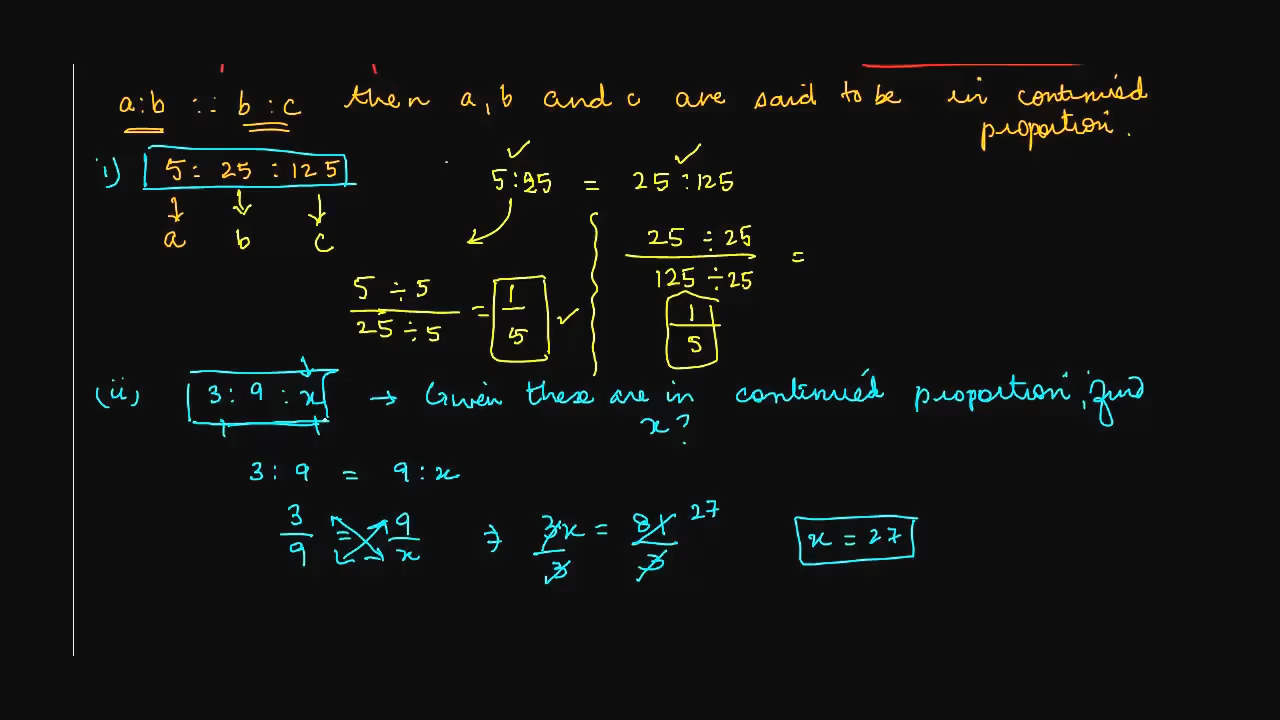 a:b :: b:c then a, b and c are said to be in continued
proportion.
i) 5: 25 : 125
5:25 = 25:125
a b c
25 ÷ 25 =
125 ÷ 25
5 ÷ 5 = 1
25 ÷ 5 5
1
5
(ii) 3: 9 : x → Given these are in continued proportion, find
x?
3: 9 = 9: x
3 = 9 ⇒ 3x = 81 27 x = 27
9 x 3 3